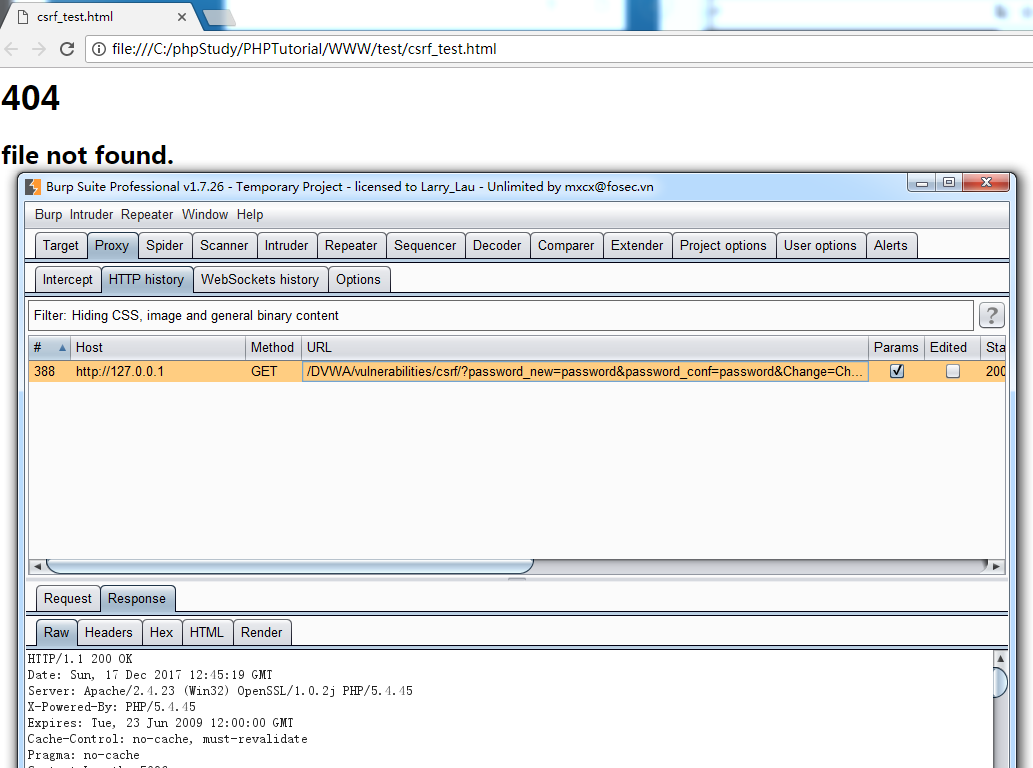 csrf_test.html
file:///C:/phpStudy/PHPTutorial/WWW/test/csrf_test.html
404
file not found.
Burp Suite Professional v1.7.26 - Temporary Project - licensed to Larry_Lau - Unlimited by mxcx@fosec.vn
Burp Intruder Repeater Window Help
Target Proxy Spider Scanner Intruder Repeater Sequencer Decoder Comparer Extender Project options User options Alerts
Intercept HTTP history WebSockets history Options
Filter: Hiding CSS, image and general binary content ?
# Host Method URL Params Edited Sta
388 http://127.0.0.1 GET /DVWA/vulnerabilities/csrf/?password_new=password&password_conf=password&Change=Ch... 200
Request Response
Raw Headers Hex HTML Render
HTTP/1.1 200 OK
Date: Sun, 17 Dec 2017 12:45:19 GMT
Server: Apache/2.4.23 (Win32) OpenSSL/1.0.2j PHP/5.4.45
X-Powered-By: PHP/5.4.45
Expires: Tue, 23 Jun 2009 12:00:00 GMT
Cache-Control: no-cache, must-revalidate
Pragma: no-cache